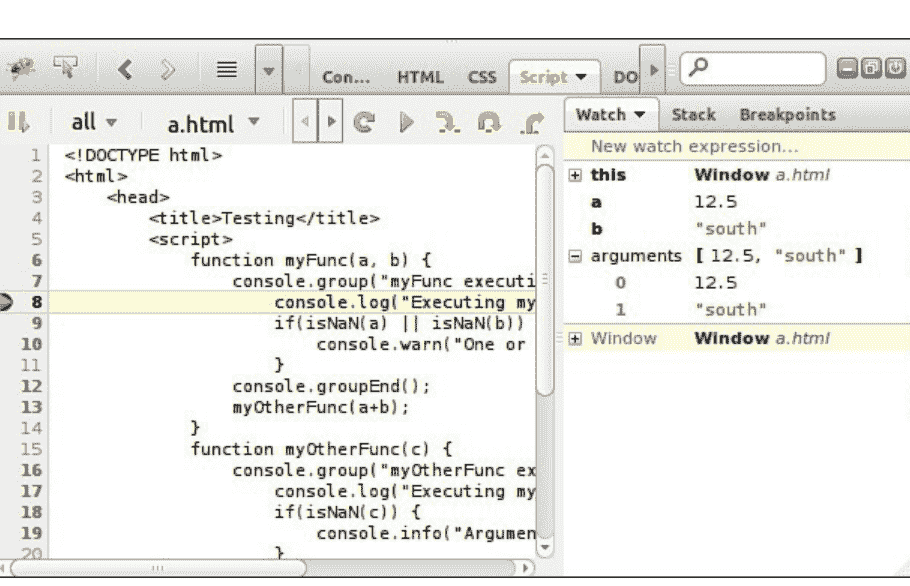 Con... HTML CSS Script DO
all a.html
1 <!DOCTYPE html>
2 <html>
3 <head>
4 <title>Testing</title>
5 <script>
6 function myFunc(a, b) {
7 console.group("myFunc executi
8 console.log("Executing my
9 if(isNaN(a) || isNaN(b))
10 console.warn("One or
11 }
12 console.groupEnd();
13 myOtherFunc(a+b);
14 }
15 function myOtherFunc(c) {
16 console.group("myOtherFunc ex
17 console.log("Executing my
18 if(isNaN(c)) {
19 console.info("Argumen
20 }
Watch Stack Breakpoints
New watch expression...
this Window a.html
a 12.5
b "south"
arguments [ 12.5, "south" ]
0 12.5
1 "south"
Window Window a.html